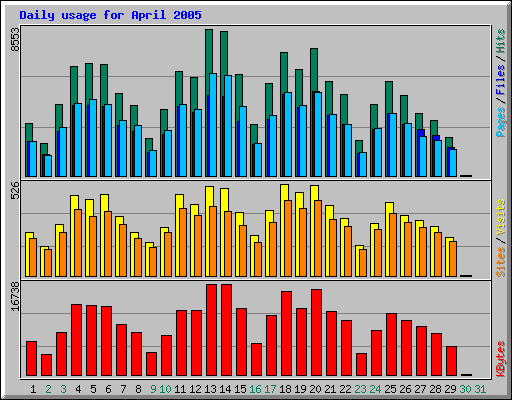 Daily usage for April 2005
8553
Pages / Files / Hits
526
Sites / Visits
16738
KBytes
1 2 3 4 5 6 7 8 9 10 11 12 13 14 15 16 17 18 19 20 21 22 23 24 25 26 27 28 29 30 31